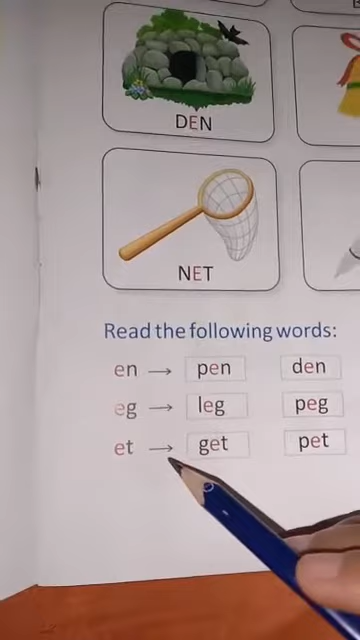 DEN
NET
Read the following words:
en → pen den
eg → leg peg
et → get pet